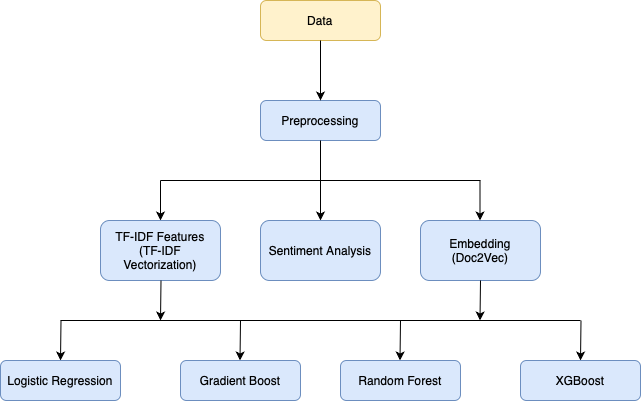 Data
Preprocessing
TF-IDF Features
(TF-IDF
Vectorization)
Sentiment Analysis
Embedding
(Doc2Vec)
Logistic Regression
Gradient Boost
Random Forest
XGBoost